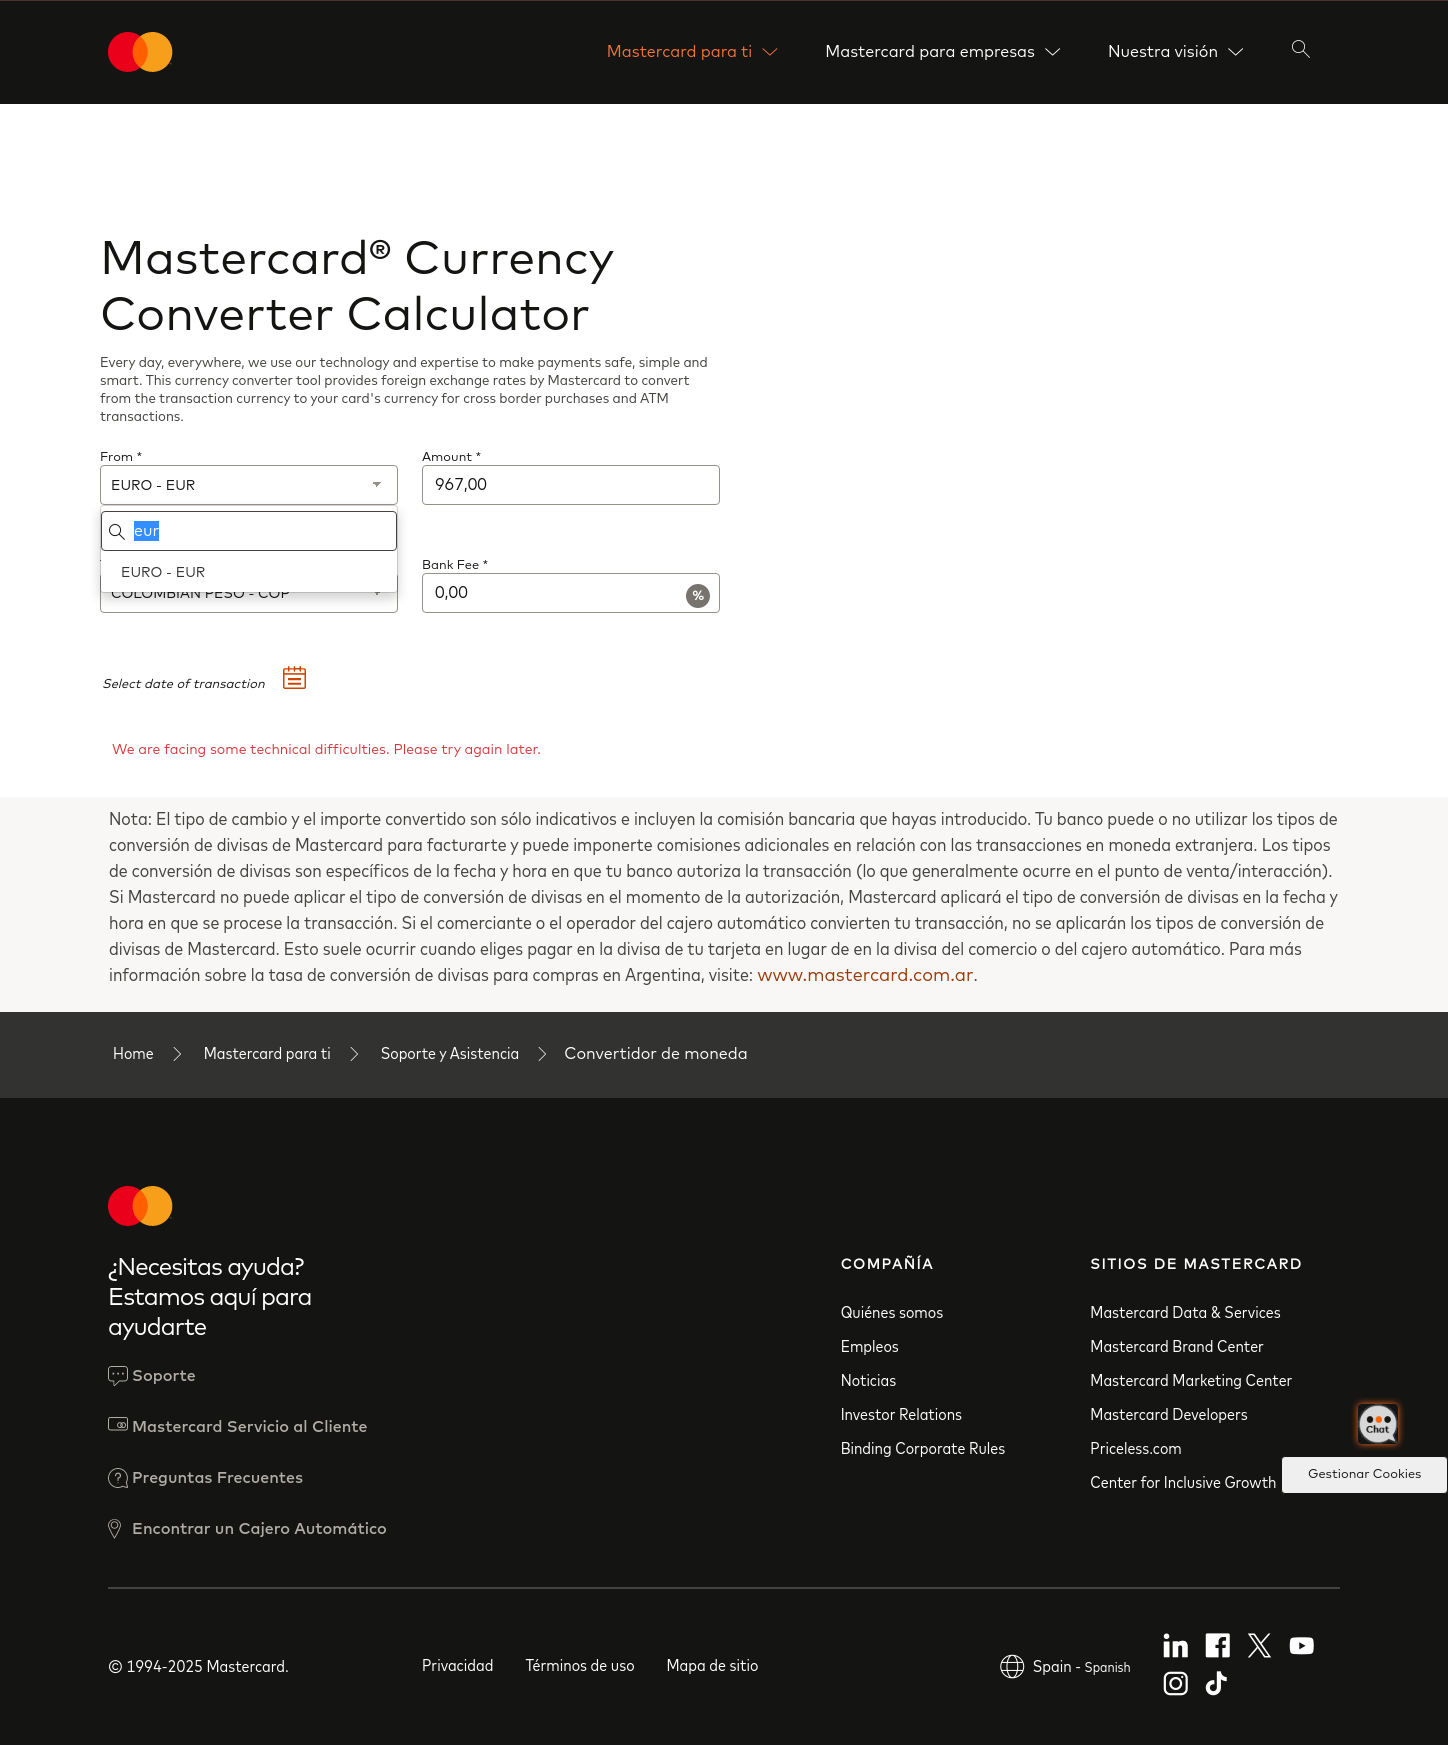 Mastercard para ti
Mastercard para empresas
Nuestra visión
Mastercard® Currency
Converter Calculator
Every day, everywhere, we use our technology and expertise to make payments safe, simple and
smart. This currency converter tool provides foreign exchange rates by Mastercard to convert
from the transaction currency to your card's currency for cross border purchases and ATM
transactions.
From *
Amount *
EURO - EUR
967,00
eur
EURO - EUR
Bank Fee *
COLOMBIAN PESO - COP
0,00
%
Select date of transaction
We are facing some technical difficulties. Please try again later.
Nota: El tipo de cambio y el importe convertido son sólo indicativos e incluyen la comisión bancaria que hayas introducido. Tu banco puede o no utilizar los tipos de
conversión de divisas de Mastercard para facturarte y puede imponerte comisiones adicionales en relación con las transacciones en moneda extranjera. Los tipos
de conversión de divisas son específicos de la fecha y hora en que tu banco autoriza la transacción (lo que generalmente ocurre en el punto de venta/interacción).
Si Mastercard no puede aplicar el tipo de conversión de divisas en el momento de la autorización, Mastercard aplicará el tipo de conversión de divisas en la fecha y
hora en que se procese la transacción. Si el comerciante o el operador del cajero automático convierten tu transacción, no se aplicarán los tipos de conversión de
divisas de Mastercard. Esto suele ocurrir cuando eliges pagar en la divisa de tu tarjeta en lugar de en la divisa del comercio o del cajero automático. Para más
información sobre la tasa de conversión de divisas para compras en Argentina, visite: www.mastercard.com.ar.
Home
Mastercard para ti
Soporte y Asistencia
Convertidor de moneda
¿Necesitas ayuda?
Estamos aquí para
ayudarte
Soporte
Mastercard Servicio al Cliente
Preguntas Frecuentes
Encontrar un Cajero Automático
COMPAÑÍA
Quiénes somos
Empleos
Noticias
Investor Relations
Binding Corporate Rules
SITIOS DE MASTERCARD
Mastercard Data & Services
Mastercard Brand Center
Mastercard Marketing Center
Mastercard Developers
Priceless.com
Center for Inclusive Growth
Chat
Gestionar Cookies
© 1994-2025 Mastercard.
Privacidad
Términos de uso
Mapa de sitio
Spain - Spanish